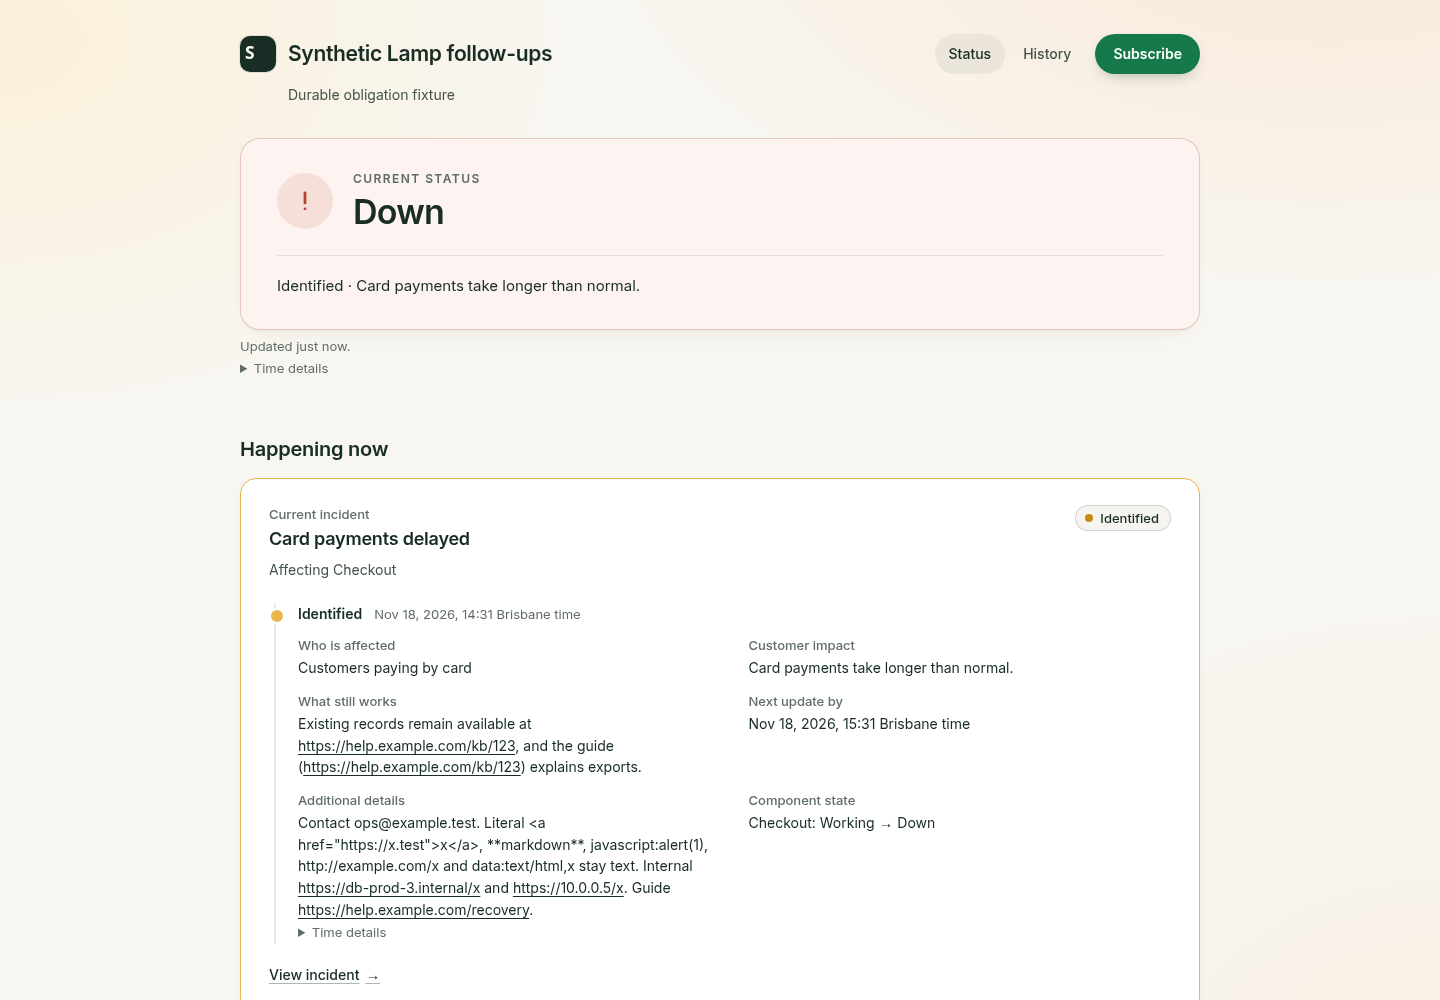 S
Synthetic Lamp follow-ups
Status
History
Subscribe
Durable obligation fixture
!
CURRENT STATUS
Down
Identified · Card payments take longer than normal.
Updated just now.
▶ Time details
Happening now
Current incident
Identified
Card payments delayed
Affecting Checkout
Identified Nov 18, 2026, 14:31 Brisbane time
Who is affected
Customers paying by card
Customer impact
Card payments take longer than normal.
What still works
Existing records remain available at
https://help.example.com/kb/123, and the guide
(https://help.example.com/kb/123) explains exports.
Next update by
Nov 18, 2026, 15:31 Brisbane time
Additional details
Contact ops@example.test. Literal <a
href="https://x.test">x</a>, **markdown**, javascript:alert(1),
http://example.com/x and data:text/html,x stay text. Internal
https://db-prod-3.internal/x and https://10.0.0.5/x. Guide
https://help.example.com/recovery.
Component state
Checkout: Working → Down
▶ Time details
View incident →